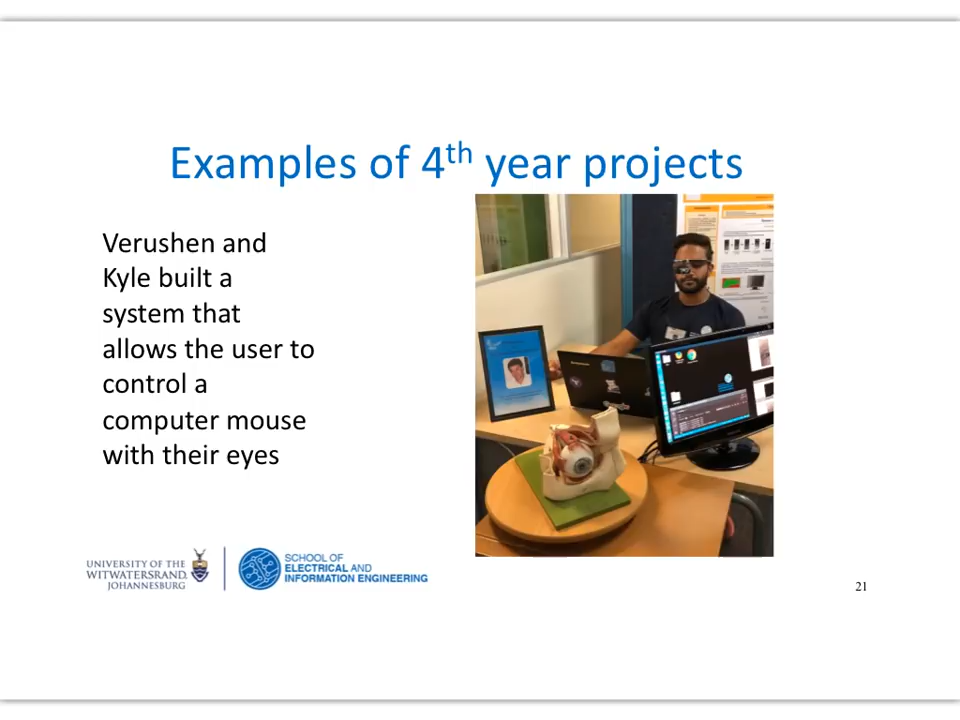 Examples of 4th year projects
Verushen and
Kyle built a
system that
allows the user to
control a
computer mouse
with their eyes
UNIVERSITY OF THE
WITWATERSRAND,
JOHANNESBURG
SCHOOL OF
ELECTRICAL AND
INFORMATION ENGINEERING
21